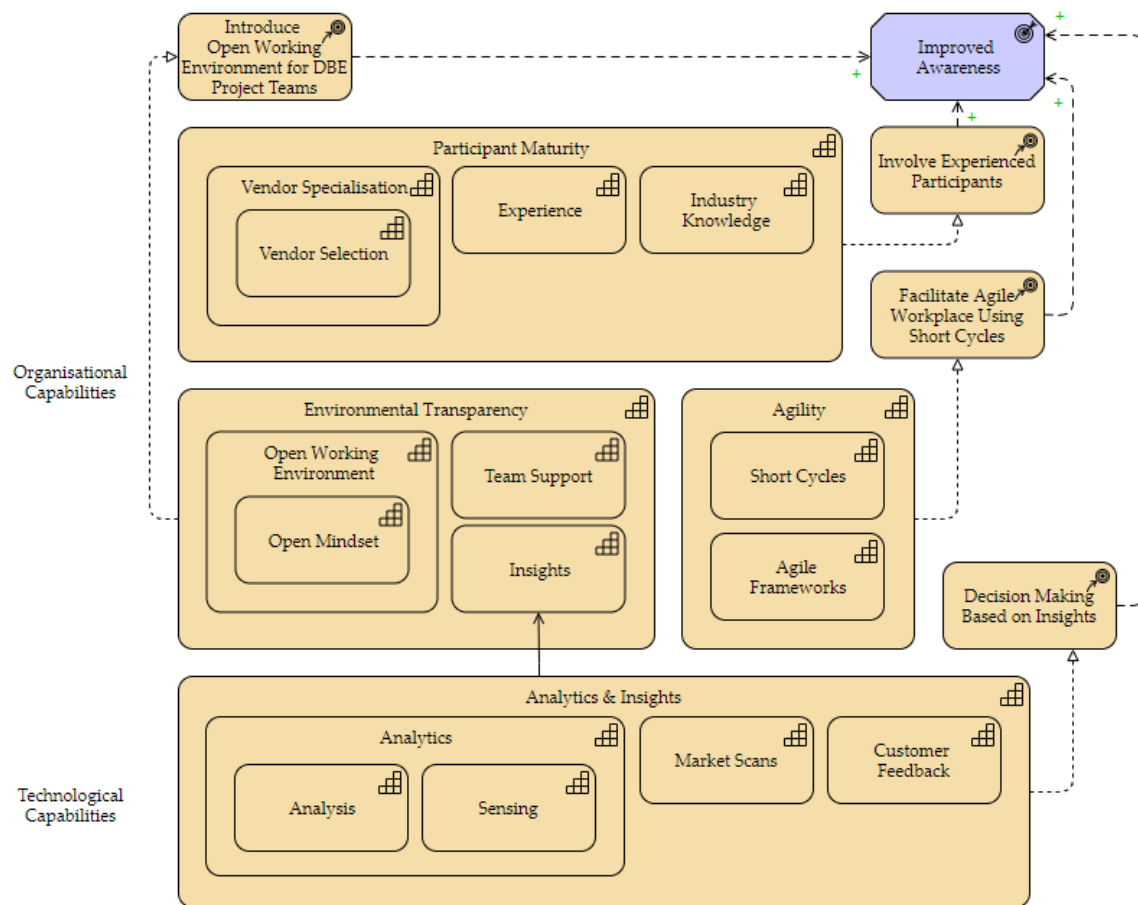 Introduce
Open Working
Environment for DBE
Project Teams
+
Improved
Awareness
+
+
+
Participant Maturity
Vendor Specialisation
Vendor Selection
Experience
Industry
Knowledge
Involve Experienced
Participants
Facilitate Agile
Workplace Using
Short Cycles
Organisational
Capabilities
Environmental Transparency
Open Working
Environment
Open Mindset
Team Support
Insights
Agility
Short Cycles
Agile
Frameworks
Decision Making
Based on Insights
Technological
Capabilities
Analytics & Insights
Analytics
Analysis
Sensing
Market Scans
Customer
Feedback